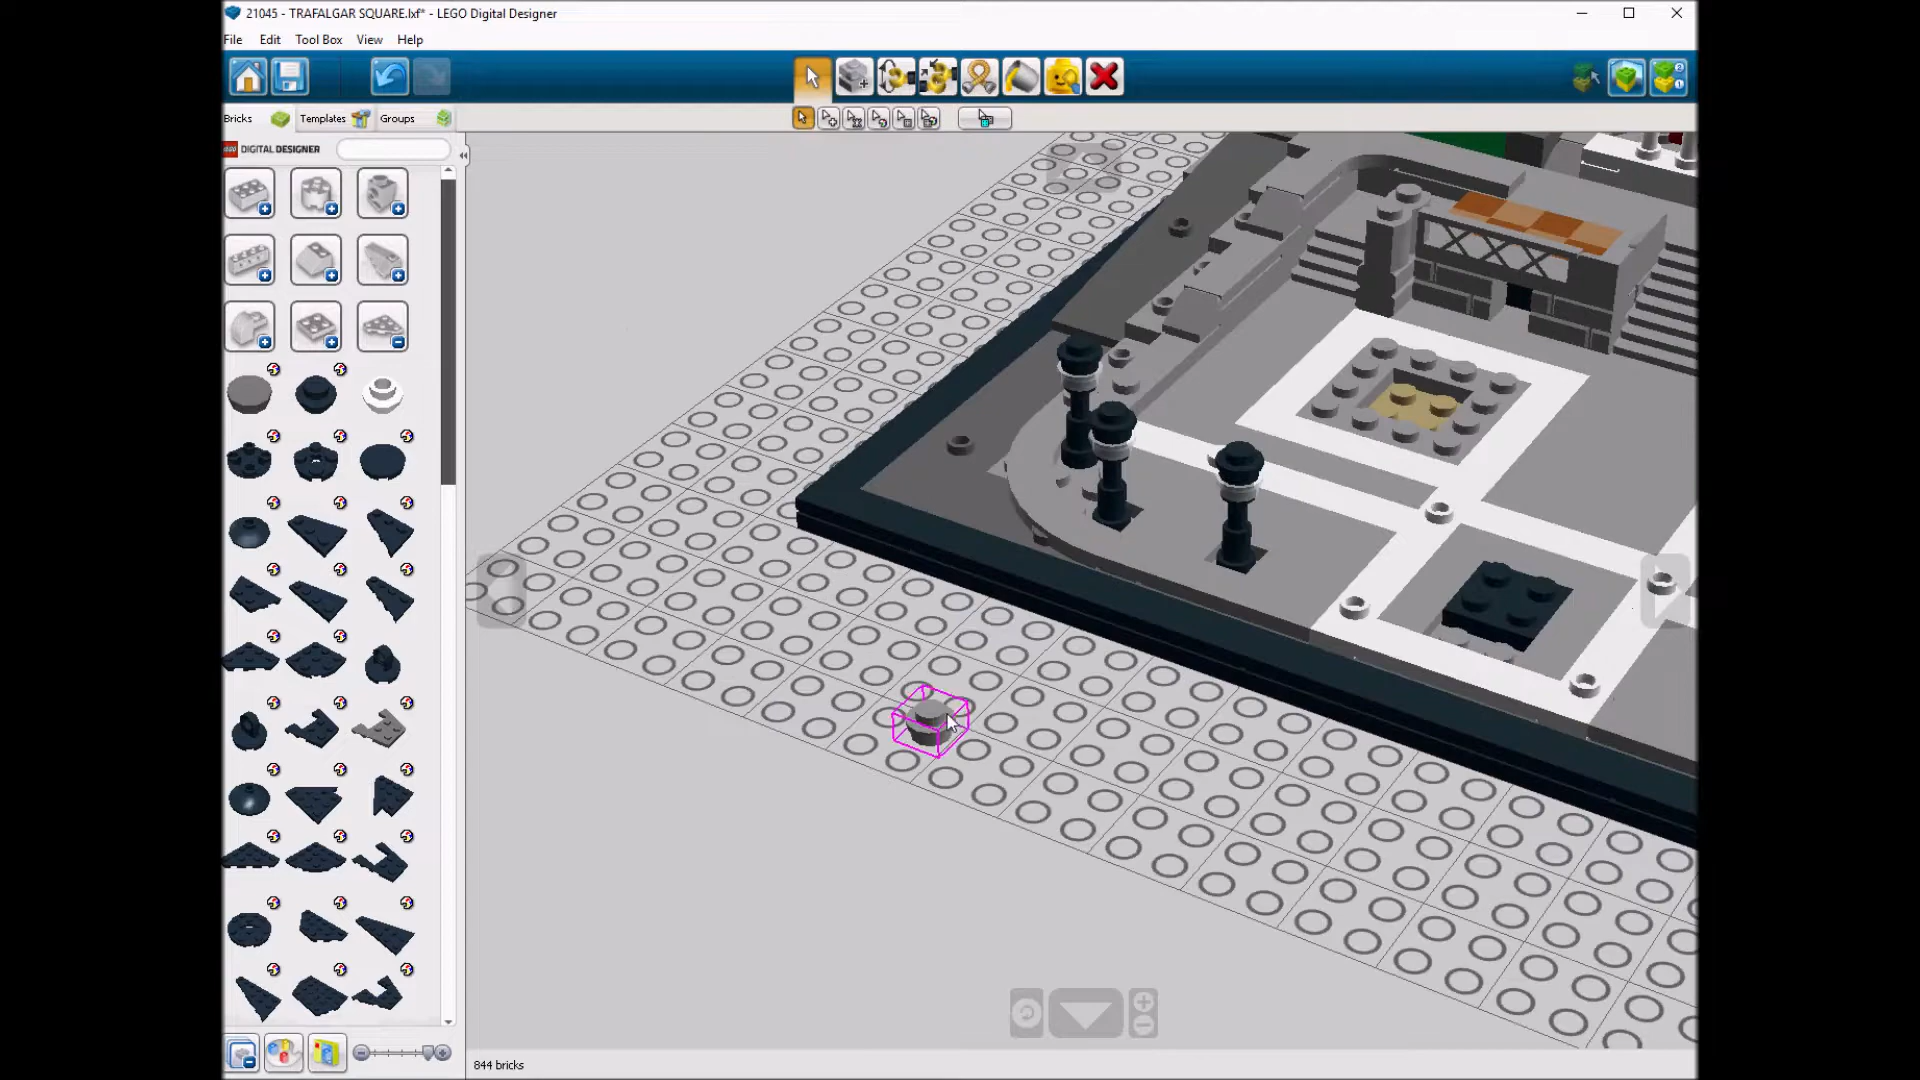 21045 - TRAFALGAR SQUARE.lxf* - LEGO Digital Designer
File Edit Tool Box View Help
Bricks Templates Groups
LEGO DIGITAL DESIGNER
844 bricks